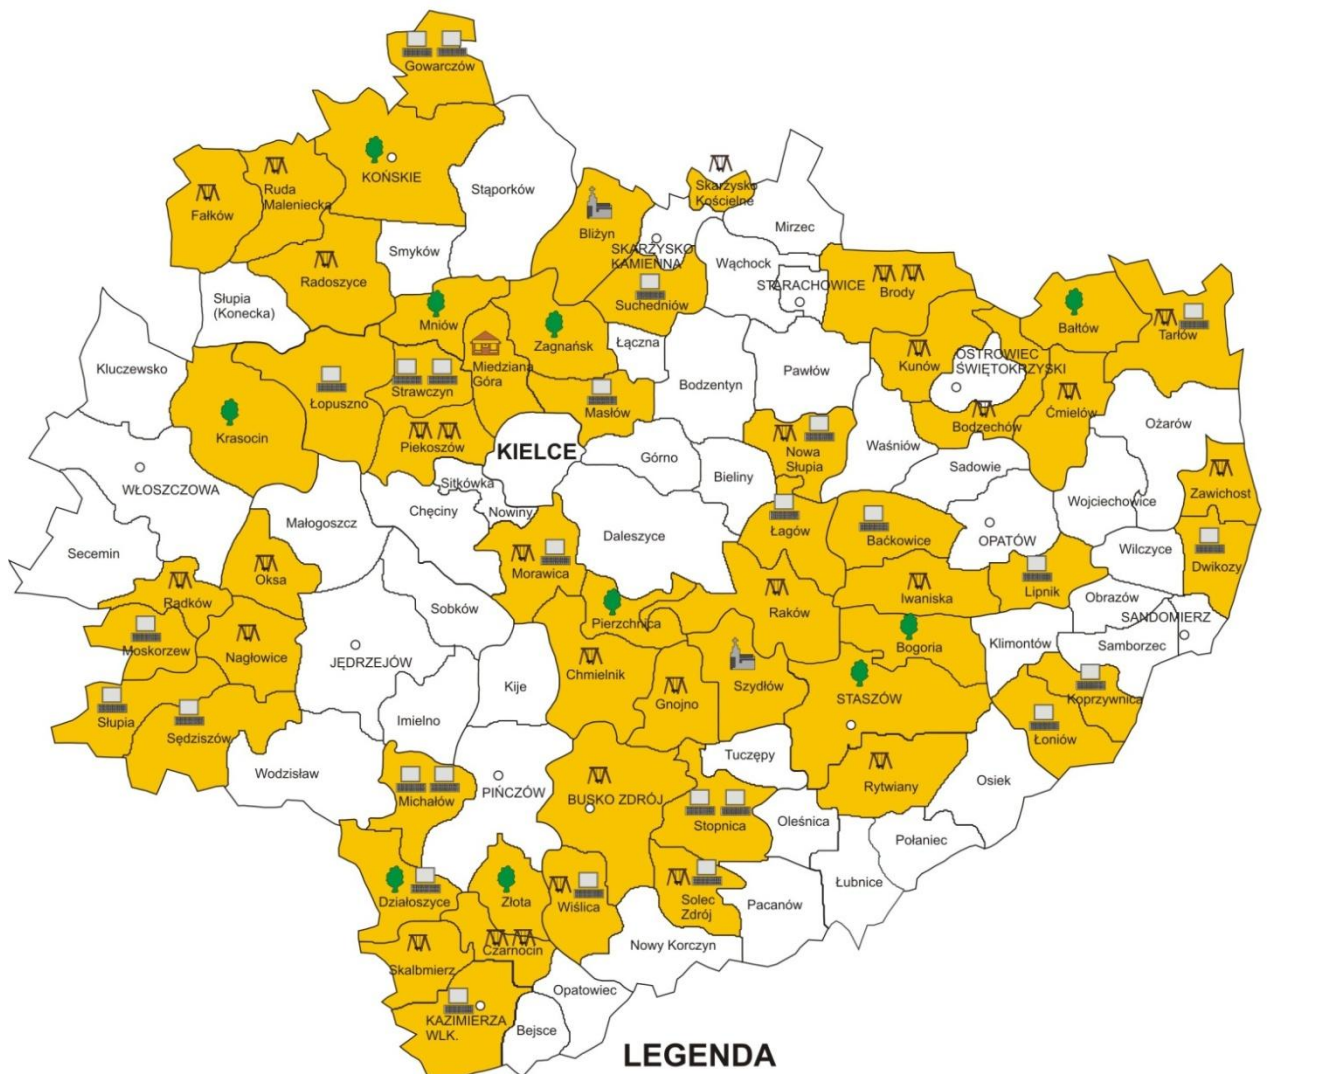 Gowarczów
KOŃSKIE
Stąporków
Ruda
Maleniecka
Fałków
Skarzysko
Kościelne
Bliżyn
Mirzec
Smyków
SKARŻYSKO
KAMIENNA
Wąchock
Radoszyce
STARACHOWICE
Brody
Suchedniów
Słupia
(Konecka)
Mniów
Bałtów
Tarłów
Zagnańsk
Łączna
Kluczewsko
Miedziana
Góra
Kunów
OSTROWIEC
ŚWIĘTOKRZYSKI
Pawłów
Bodzentyn
Strawczyn
Łopuszno
Masłów
Ćmielów
Krasocin
Bodzechów
Ożarów
Piekoszów
KIELCE
Waśniów
Nowa
Słupia
Górno
Sadowie
Bieliny
Sitkówka
Nowiny
WŁOSZCZOWA
Zawichost
Wojciechowice
Chęciny
Małogoszcz
Łagów
Daleszyce
Baćkowice
OPATÓW
Secemin
Wilczyce
Morawica
Dwikozy
Oksa
Lipnik
Iwaniska
Obrazów
Radków
Sobków
Raków
SANDOMIERZ
Pierzchnica
Moskorzew
Klimontów
Samborzec
Bogoria
Nagłowice
JĘDRZEJÓW
Chmielnik
Kije
Szydłów
STASZÓW
Koprzywnica
Gnojno
Słupia
Imielno
Sędziszów
Łoniów
Tuczępy
Wodzisław
Osiek
Rytwiany
PIŃCZÓW
BUSKO ZDRÓJ
Michałów
Stopnica
Oleśnica
Połaniec
Łubnice
Działoszyce
Złota
Wiślica
Solec
Zdrój
Pacanów
Nowy Korczyn
Czarnocin
Skalbmierz
Opatowiec
KAZIMIERZA
WLK.
Bejsce
LEGENDA